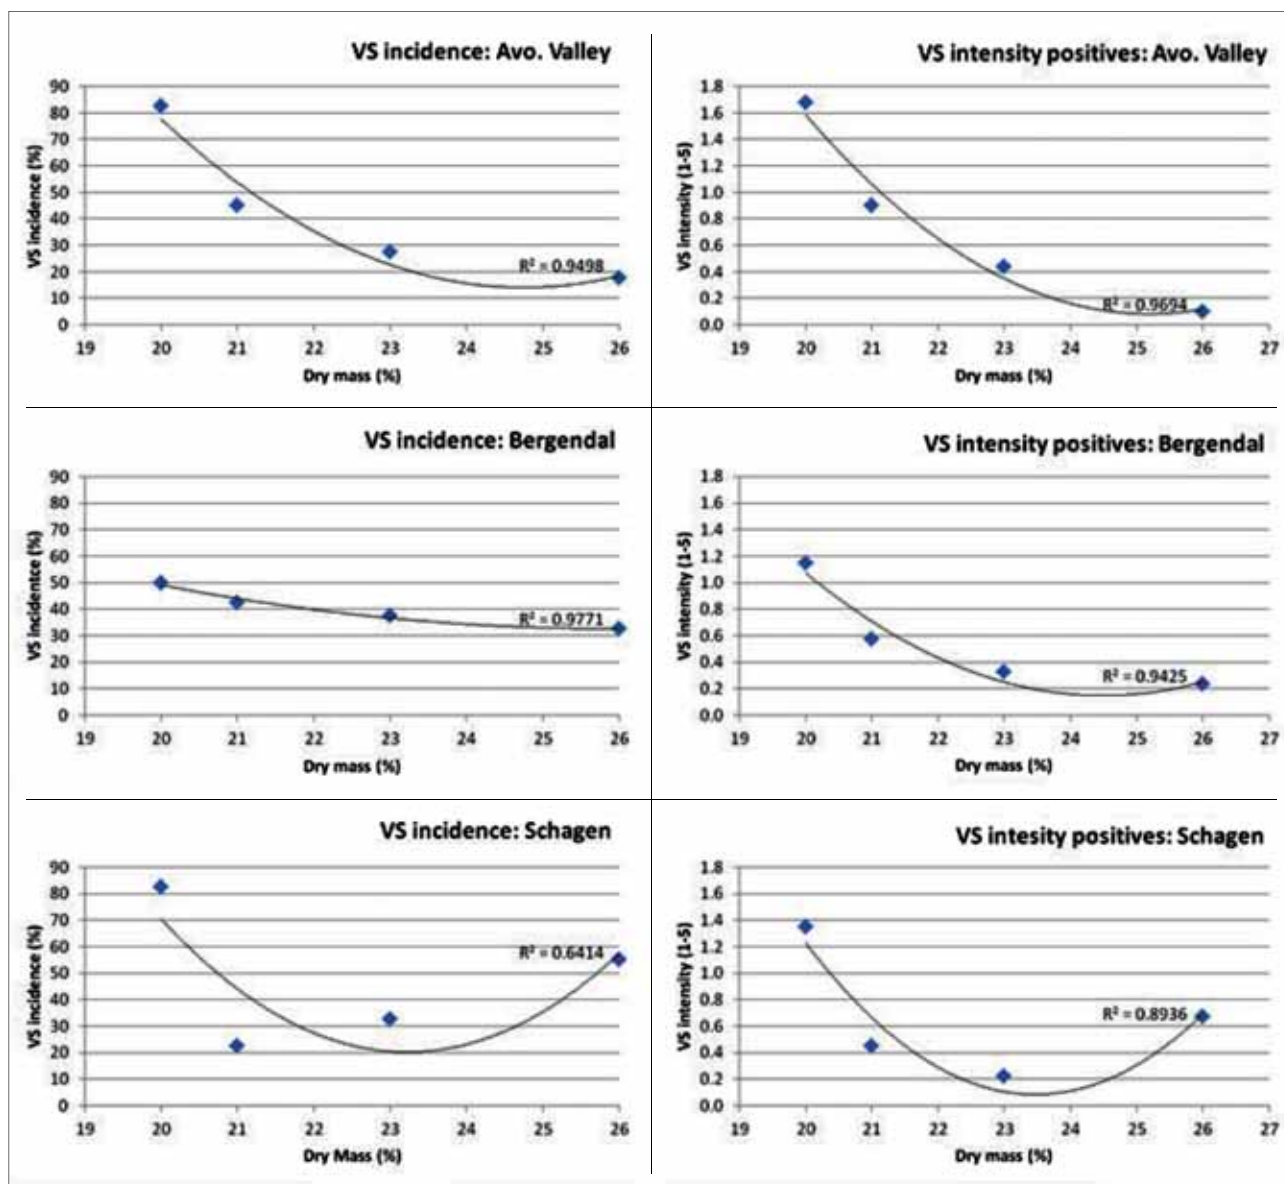 VS incidence: Avo. Valley
VS incidence (%)
90
80
70
60
50
40
30
20
10
0
R² = 0.9498
19 20 21 22 23 24 25 26
Dry mass (%)
VS intensity positives: Avo. Valley
VS intensity (1-5)
1.8
1.6
1.4
1.2
1.0
0.8
0.6
0.4
0.2
0.0
R² = 0.9694
19 20 21 22 23 24 25 26 27
Dry mass (%)
VS incidence: Bergendal
VS incidentce (%)
90
80
70
60
50
40
30
20
10
0
R² = 0.9771
19 20 21 22 23 24 25 26
Dry mass (%)
VS intensity positives: Bergendal
VS intensity (1-5)
1.8
1.6
1.4
1.2
1.0
0.8
0.6
0.4
0.2
0.0
R² = 0.9425
19 20 21 22 23 24 25 26 27
Dry mass (%)
VS incidence: Schagen
VS incidence (%)
90
80
70
60
50
40
30
20
10
0
R² = 0.6414
19 20 21 22 23 24 25 26
Dry Mass (%)
VS intesity positives: Schagen
VS intensity (1-5)
1.8
1.6
1.4
1.2
1.0
0.8
0.6
0.4
0.2
0.0
R² = 0.8936
19 20 21 22 23 24 25 26 27
Dry mass (%)